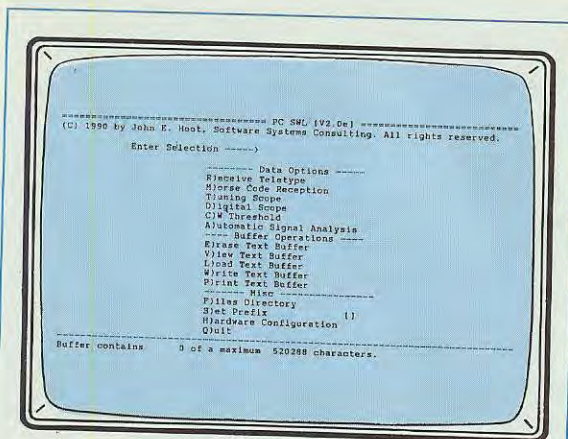 ================================== PC SWL [V2.0e] ==========================
(C) 1990 by John E. Hoot, Software Systems Consulting. All rights reserved.
Enter Selection ----->
--------- Data Options -----
R)eceive Teletype
M)orse Code Reception
T)uning Scope
D)igital Scope
C)W Threshold
A)utomatic Signal Analysis
---- Buffer Operations ----
E)rase Text Buffer
V)iew Text Buffer
L)oad Text Buffer
W)rite Text Buffer
P)rint Text Buffer
------- Misc ----------------
F)iles Directory
S)et Prefix []
H)ardware Configuration
Q)uit
Buffer contains 0 of a maximum 520288 characters.